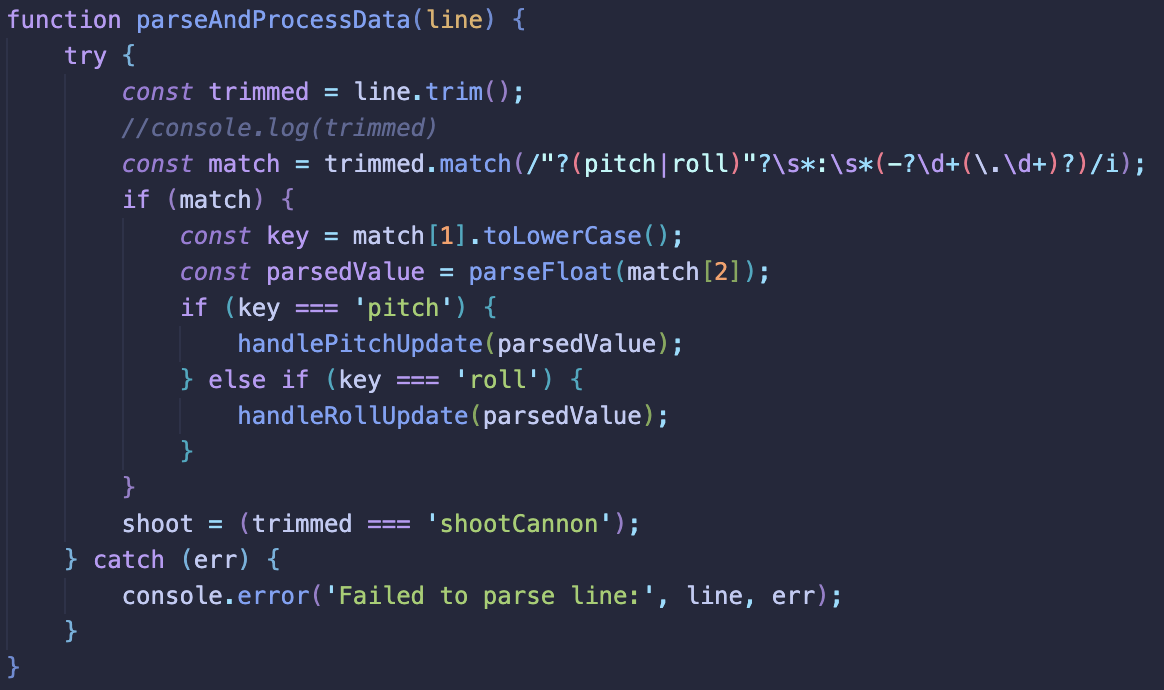 function parseAndProcessData(line) {
    try {
        const trimmed = line.trim();
        //console.log(trimmed)
        const match = trimmed.match(/"?(pitch|roll)"?\s*:\s*(-?\d+(\.\d+)?)/i);
        if (match) {
            const key = match[1].toLowerCase();
            const parsedValue = parseFloat(match[2]);
            if (key === 'pitch') {
                handlePitchUpdate(parsedValue);
            } else if (key === 'roll') {
                handleRollUpdate(parsedValue);
            }
        }
        shoot = (trimmed === 'shootCannon');
    } catch (err) {
        console.error('Failed to parse line:', line, err);
    }
}